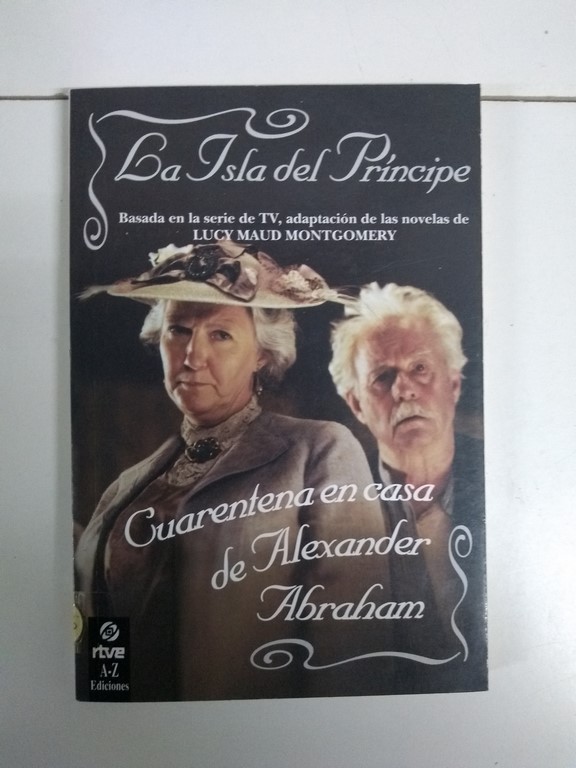 La Isla del Príncipe
Basada en la serie de TV, adaptación de las novelas de
LUCY MAUD MONTGOMERY
Cuarentena en casa
de Alexander
Abraham
rtve
A-Z
Ediciones